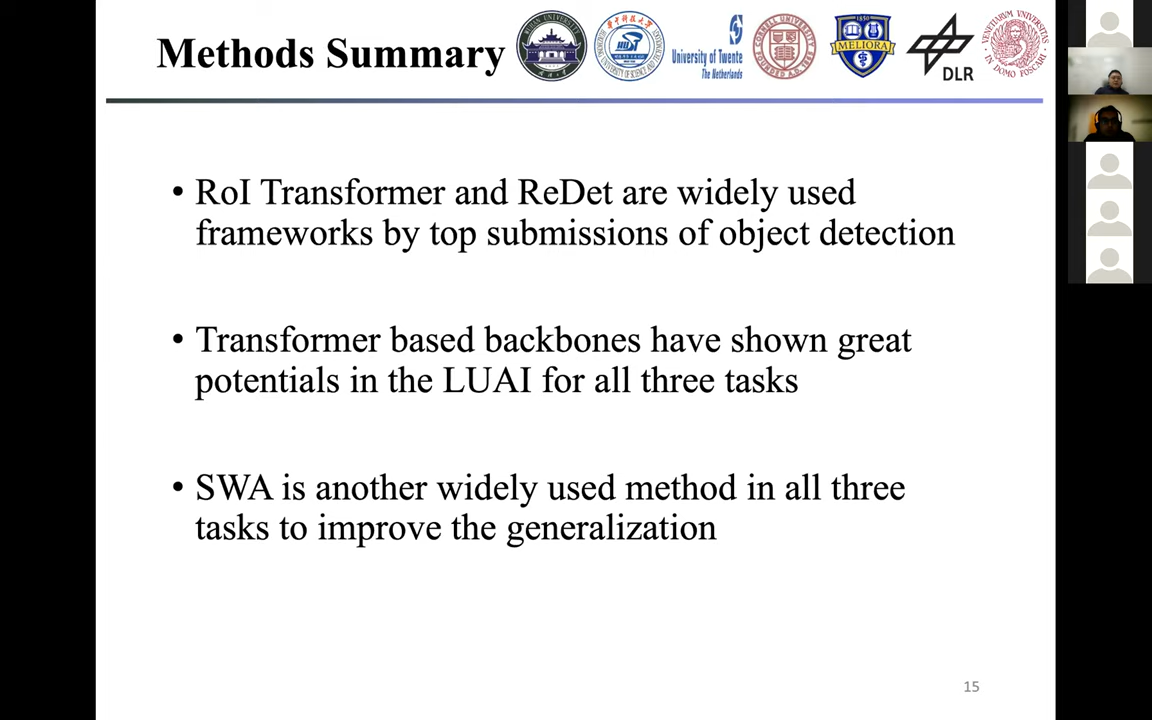 Methods Summary
University of Twente
The Netherlands
MELIORA
DLR
• RoI Transformer and ReDet are widely used
frameworks by top submissions of object detection
• Transformer based backbones have shown great
potentials in the LUAI for all three tasks
• SWA is another widely used method in all three
tasks to improve the generalization
15